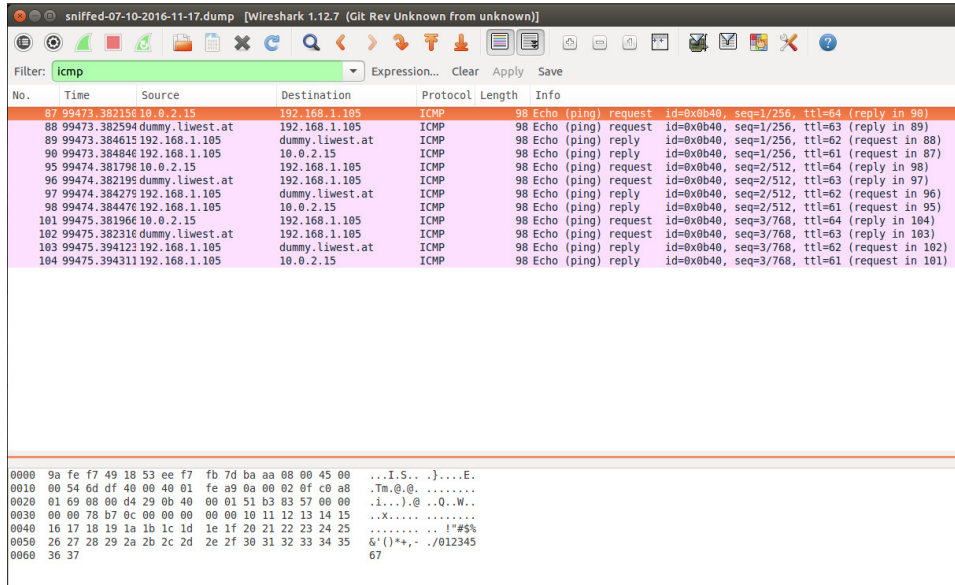 sniffed-07-10-2016-11-17.dump [Wireshark 1.12.7 (Git Rev Unknown from unknown)]
Filter: icmp Expression... Clear Apply Save
No. Time Source Destination Protocol Length Info
87 99473.382150 10.0.2.15 192.168.1.105 ICMP 98 Echo (ping) request id=0x0b40, seq=1/256, ttl=64 (reply in 90)
88 99473.382594 dummy.liwest.at 192.168.1.105 ICMP 98 Echo (ping) request id=0x0b40, seq=1/256, ttl=63 (reply in 89)
89 99473.384615 192.168.1.105 dummy.liwest.at ICMP 98 Echo (ping) reply id=0x0b40, seq=1/256, ttl=62 (request in 88)
90 99473.384840 192.168.1.105 10.0.2.15 ICMP 98 Echo (ping) reply id=0x0b40, seq=1/256, ttl=61 (request in 87)
95 99474.381798 10.0.2.15 192.168.1.105 ICMP 98 Echo (ping) request id=0x0b40, seq=2/512, ttl=64 (reply in 98)
96 99474.382199 dummy.liwest.at 192.168.1.105 ICMP 98 Echo (ping) request id=0x0b40, seq=2/512, ttl=63 (reply in 97)
97 99474.384279 192.168.1.105 dummy.liwest.at ICMP 98 Echo (ping) reply id=0x0b40, seq=2/512, ttl=62 (request in 96)
98 99474.384470 192.168.1.105 10.0.2.15 ICMP 98 Echo (ping) reply id=0x0b40, seq=2/512, ttl=61 (request in 95)
101 99475.381966 10.0.2.15 192.168.1.105 ICMP 98 Echo (ping) request id=0x0b40, seq=3/768, ttl=64 (reply in 104)
102 99475.382310 dummy.liwest.at 192.168.1.105 ICMP 98 Echo (ping) request id=0x0b40, seq=3/768, ttl=63 (reply in 103)
103 99475.394123 192.168.1.105 dummy.liwest.at ICMP 98 Echo (ping) reply id=0x0b40, seq=3/768, ttl=62 (request in 102)
104 99475.394311 192.168.1.105 10.0.2.15 ICMP 98 Echo (ping) reply id=0x0b40, seq=3/768, ttl=61 (request in 101)
0000 9a fe f7 49 18 53 ee f7 fb 7d ba aa 08 00 45 00 ...I.S.. .}....E.
0010 00 54 6d df 40 00 40 01 fe a9 0a 00 02 0f c0 a8 .Tm.@.@. ........
0020 01 69 08 00 d4 29 0b 40 00 01 51 b3 83 57 00 00 .i...).@ ..Q..W..
0030 00 00 78 b7 0c 00 00 00 00 00 10 11 12 13 14 15 ..x..... ........
0040 16 17 18 19 1a 1b 1c 1d 1e 1f 20 21 22 23 24 25 ........ .. !"#$%
0050 26 27 28 29 2a 2b 2c 2d 2e 2f 30 31 32 33 34 35 &'()*+,- ./012345
0060 36 37 67